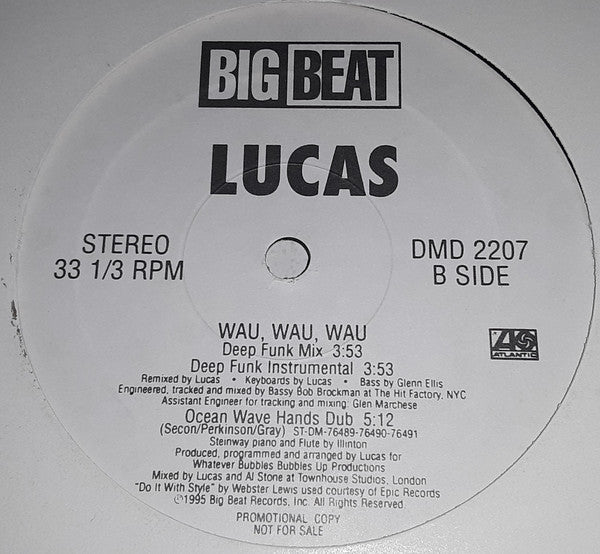 BIG BEAT
LUCAS
STEREO
33 1/3 RPM
DMD 2207
B SIDE
WAU, WAU, WAU
Deep Funk Mix 3:53
Deep Funk Instrumental 3:53
Remixed by Lucas • Keyboards by Lucas • Bass by Glenn Ellis
Engineered, tracked and mixed by Bassy Bob Brockman at The Hit Factory, NYC
Assistant Engineer for tracking and mixing: Glen Marchese
Ocean Wave Hands Dub 5:12
(Secon/Perkinson/Gray) ST-DM-76489-76490-76491
Steinway piano and Flute by Illinton
Produced, programmed and arranged by Lucas for
Whatever Bubbles Bubbles Up Productions
Mixed by Lucas and Al Stone at Townhouse Studios, London
"Do It With Style" by Webster Lewis used courtesy of Epic Records
©1995 Big Beat Records, Inc. All Rights Reserved.
PROMOTIONAL COPY
NOT FOR SALE
ATLANTIC